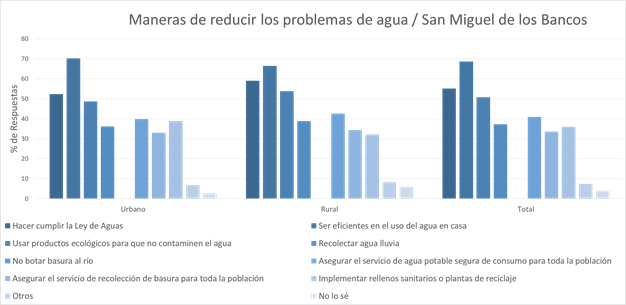 Maneras de reducir los problemas de agua / San Miguel de los Bancos
% de Respuestas
80
70
60
50
40
30
20
10
0
Urbano Rural Total
Hacer cumplir la Ley de Aguas Ser eficientes en el uso del agua en casa
Usar productos ecológicos para que no contaminen el agua Recolectar agua lluvia
No botar basura al río Asegurar el servicio de agua potable segura de consumo para toda la población
Asegurar el servicio de recolección de basura para toda la población Implementar rellenos sanitarios o plantas de reciclaje
Otros No lo sé